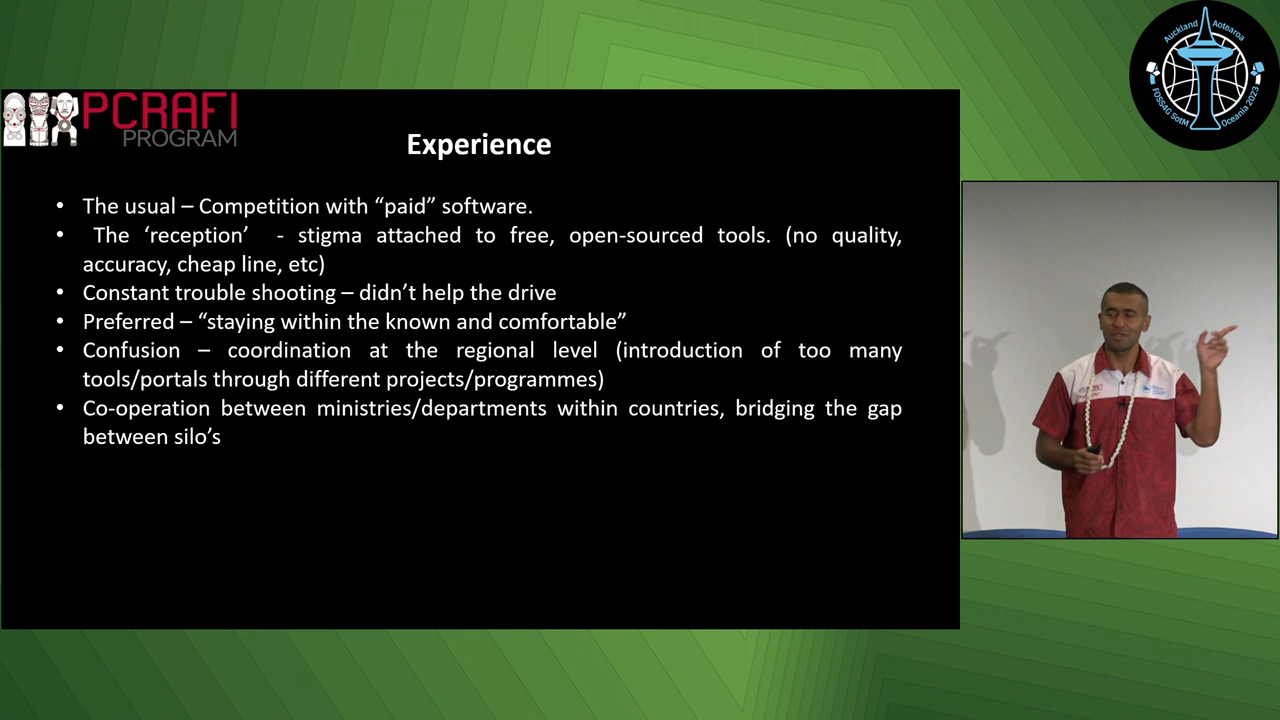 PCRAFI
PROGRAM
Experience
• The usual – Competition with “paid” software.
• The ‘reception’ - stigma attached to free, open-sourced tools. (no quality,
accuracy, cheap line, etc)
• Constant trouble shooting – didn’t help the drive
• Preferred – “staying within the known and comfortable”
• Confusion – coordination at the regional level (introduction of too many
tools/portals through different projects/programmes)
• Co-operation between ministries/departments within countries, bridging the gap
between silo’s
Auckland Aotearoa
FOSS4G SotM Oceania 2023